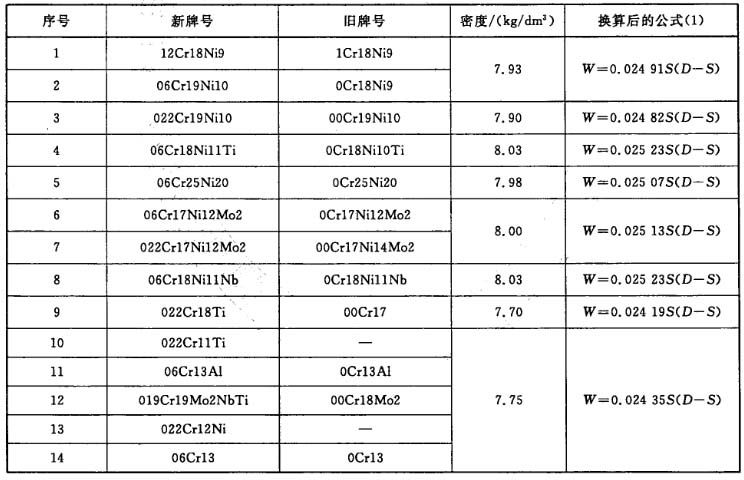 序号 新牌号 旧牌号 密度/(kg/dm³) 换算后的公式(1)
1 12Cr18Ni9 1Cr18Ni9 7.93 W=0.024 91S(D−S)
2 06Cr19Ni10 0Cr18Ni9
3 022Cr19Ni10 00Cr19Ni10 7.90 W=0.024 82S(D−S)
4 06Cr18Ni11Ti 0Cr18Ni10Ti 8.03 W=0.025 23S(D−S)
5 06Cr25Ni20 0Cr25Ni20 7.98 W=0.025 07S(D−S)
6 06Cr17Ni12Mo2 0Cr17Ni12Mo2 8.00 W=0.025 13S(D−S)
7 022Cr17Ni12Mo2 00Cr17Ni14Mo2
8 06Cr18Ni11Nb 0Cr18Ni11Nb 8.03 W=0.025 23S(D−S)
9 022Cr18Ti 00Cr17 7.70 W=0.024 19S(D−S)
10 022Cr11Ti —
11 06Cr13Al 0Cr13Al
12 019Cr19Mo2NbTi 00Cr18Mo2 7.75 W=0.024 35S(D−S)
13 022Cr12Ni —
14 06Cr13 0Cr13